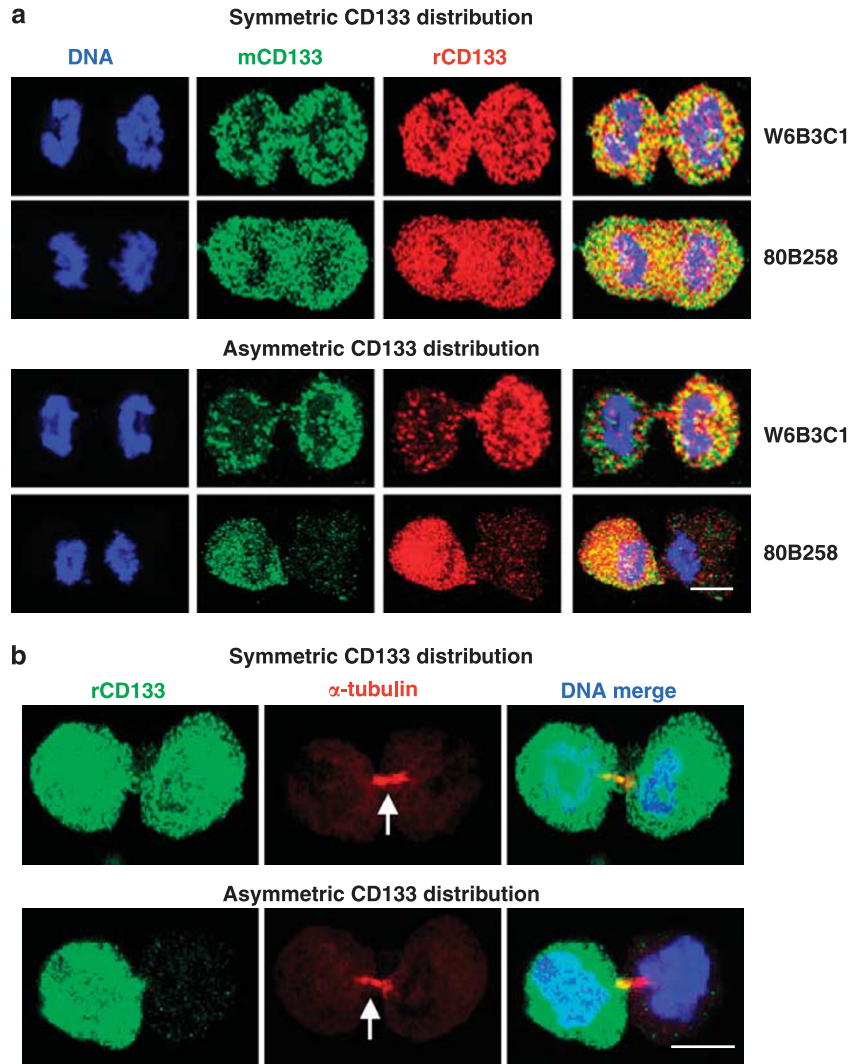 a
Symmetric CD133 distribution
DNA mCD133 rCD133
W6B3C1
80B258
Asymmetric CD133 distribution
W6B3C1
80B258
b
Symmetric CD133 distribution
rCD133 α-tubulin DNA merge
Asymmetric CD133 distribution